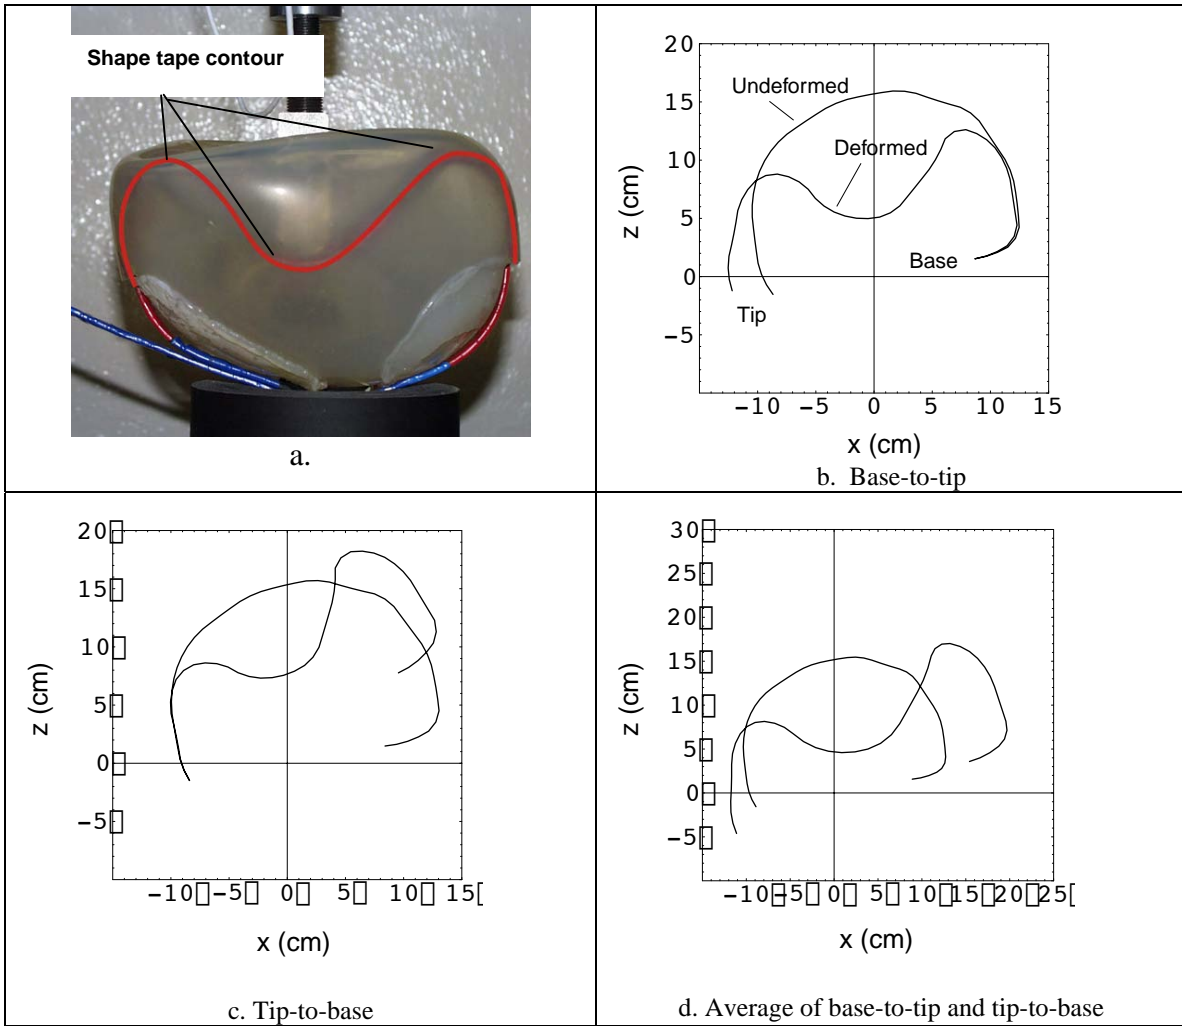 Shape tape contour
a.
20
15
10
5
0
−5
z (cm)
Undeformed
Deformed
Base
Tip
−10 −5 0 5 10 15
x (cm)
b. Base-to-tip
20
15
10
5
0
−5
z (cm)
−10 −5 0 5 10 15
x (cm)
c. Tip-to-base
30
25
20
15
10
5
0
−5
z (cm)
−10 −5 0 5 10 15 20 25
x (cm)
d. Average of base-to-tip and tip-to-base